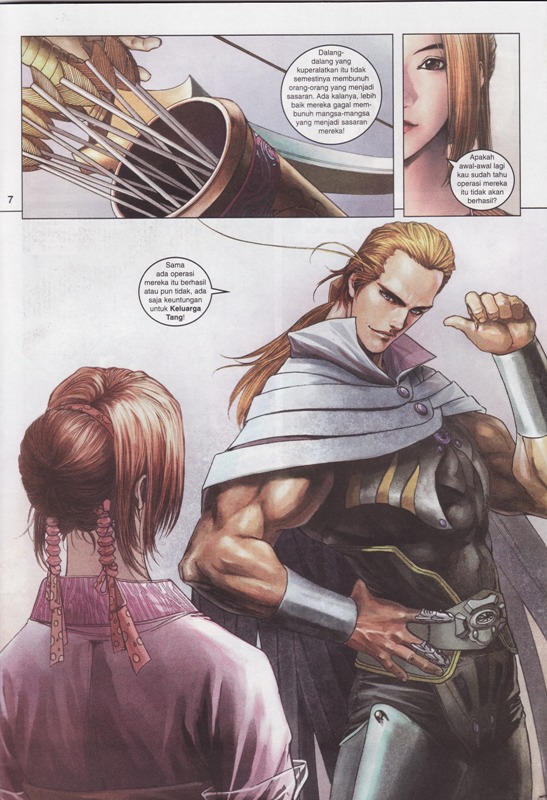 Dalang-
dalang yang
kuperalatkan itu tidak
semestinya membunuh
orang-orang yang menjadi
sasaran. Ada kalanya, lebih
baik mereka gagal mem-
bunuh mangsa-mangsa
yang menjadi sasaran
mereka!
Apakah
awal-awal lagi
kau sudah tahu
operasi mereka
itu tidak akan
berhasil?
7
Sama
ada operasi
mereka itu berhasil
atau pun tidak, ada
saja keuntungan
untuk Keluarga
Tang!